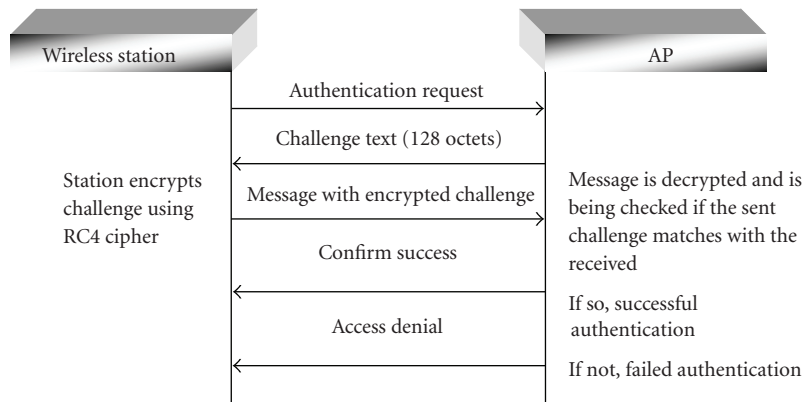 Wireless station
AP
Authentication request
Challenge text (128 octets)
Station encrypts
challenge using
RC4 cipher
Message with encrypted challenge
Message is decrypted and is
being checked if the sent
challenge matches with the
received
Confirm success
If so, successful
authentication
Access denial
If not, failed authentication